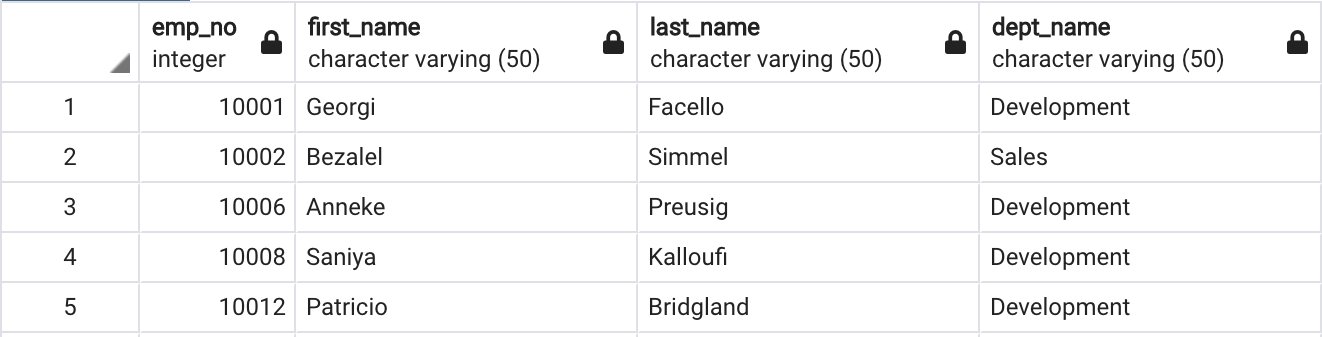 emp_no first_name last_name dept_name
integer character varying (50) character varying (50) character varying (50)
1 10001 Georgi Facello Development
2 10002 Bezalel Simmel Sales
3 10006 Anneke Preusig Development
4 10008 Saniya Kalloufi Development
5 10012 Patricio Bridgland Development